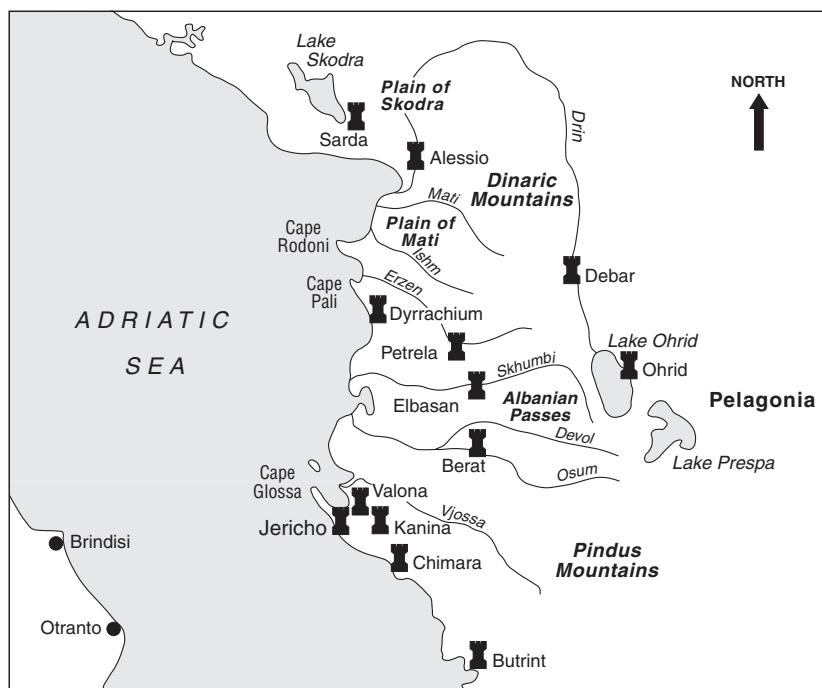 Lake
Skodra
Plain of
Skodra
NORTH
Sarda
Drin
Alessio
Dinaric
Mountains
Mati
Cape
Rodoni
Plain of
Mati
Ishm
Cape
Pali
Erzen
Debar
Dyrrachium
ADRIATIC
SEA
Petrela
Lake Ohrid
Ohrid
Skhumbi
Elbasan
Albanian
Passes
Pelagonia
Devol
Berat
Osum
Lake Prespa
Cape
Glossa
Valona
Jericho
Kanina
Vjossa
Brindisi
Chimara
Pindus
Mountains
Otranto
Butrint